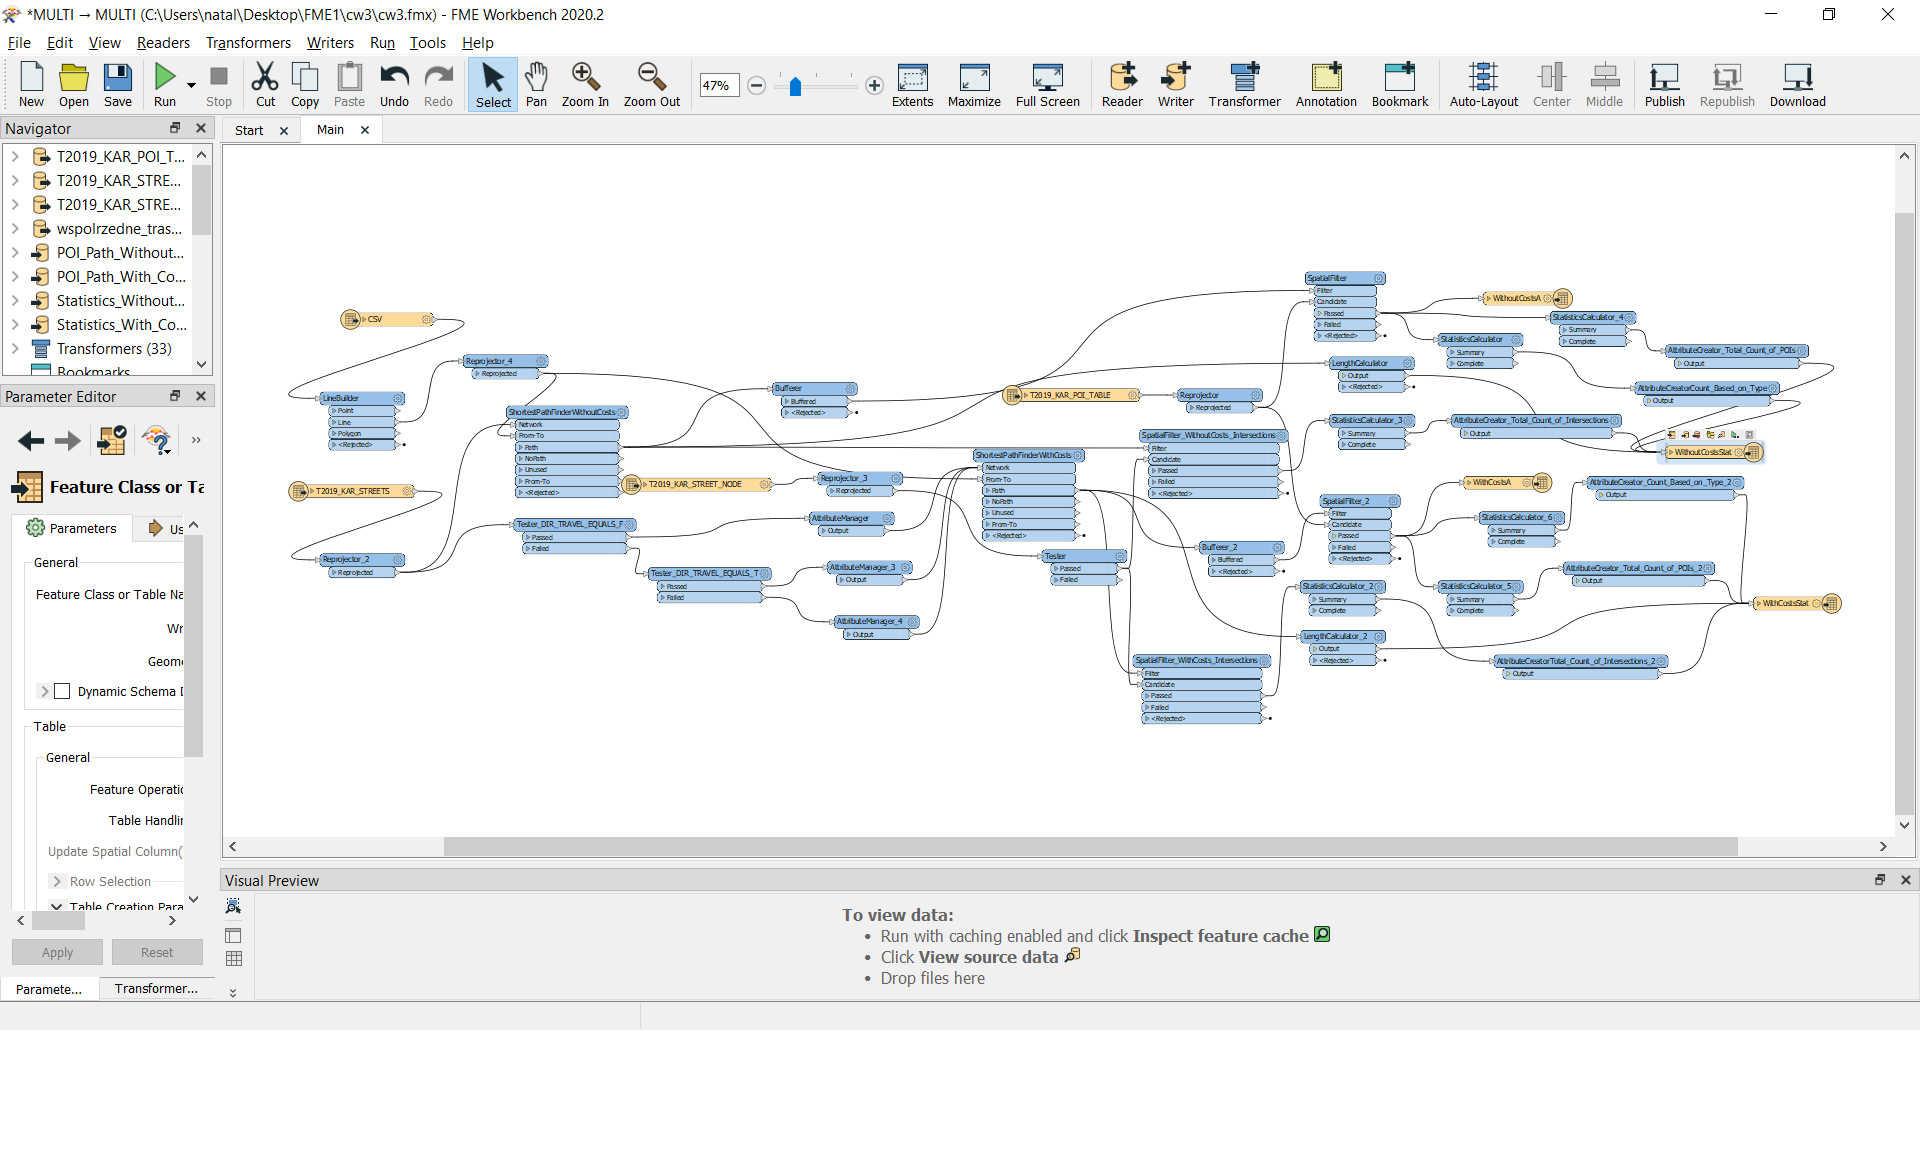 *MULTI → MULTI (C:\Users\natal\Desktop\FME1\cw3\cw3.fmx) - FME Workbench 2020.2
File Edit View Readers Transformers Writers Run Tools Help
New Open Save Run Stop Cut Copy Paste Undo Redo Select Pan Zoom In Zoom Out 47% Extents Maximize Full Screen Reader Writer Transformer Annotation Bookmark Auto-Layout Center Middle Publish Republish Download
Navigator
T2019_KAR_POI_T...
T2019_KAR_STRE...
T2019_KAR_STRE...
wspolrzedne_tras...
POI_Path_Without...
POI_Path_With_Co...
Statistics_Without...
Statistics_With_Co...
Transformers (33)
Bookmarks
Parameter Editor
»
Feature Class or Ta
Parameters Us
General
Feature Class or Table Na
Wr
Geome
Dynamic Schema D
Table
General
Feature Operatio
Table Handlin
Update Spatial Column(
Row Selection
Table Creation Para
Apply Reset
Paramete... Transformer...
Start Main
CSV
LineBuilder
Point
Line
Polygon
<Rejected>
Reprojector_4
Reprojected
T2019_KAR_STREETS
Reprojector_2
Reprojected
ShortestPathFinderWithoutCosts
Network
From-To
Path
NoPath
Unused
From-To
<Rejected>
Tester_DIR_TRAVEL_EQUALS_F
Passed
Failed
T2019_KAR_STREET_NODE
Tester_DIR_TRAVEL_EQUALS_T
Passed
Failed
Bufferer
Buffered
<Rejected>
Reprojector_3
Reprojected
AttributeManager
Output
AttributeManager_3
Output
AttributeManager_4
Output
ShortestPathFinderWithCosts
Network
From-To
Path
NoPath
Unused
From-To
<Rejected>
T2019_KAR_POI_TABLE
Tester
Passed
Failed
Reprojector
Reprojected
SpatialFilter_WithoutCosts_Intersections
Filter
Candidate
Passed
Failed
<Rejected>
Bufferer_2
Buffered
<Rejected>
SpatialFilter_WithCosts_Intersections
Filter
Candidate
Passed
Failed
<Rejected>
SpatialFilter
Filter
Candidate
Passed
Failed
<Rejected>
LengthCalculator
Output
<Rejected>
StatisticsCalculator_3
Summary
Complete
SpatialFilter_2
Filter
Candidate
Passed
Failed
<Rejected>
StatisticsCalculator_2
Summary
Complete
LengthCalculator_2
Output
<Rejected>
WithoutCostsA
StatisticsCalculator_4
Summary
Complete
StatisticsCalculator
Summary
Complete
AttributeCreator_Total_Count_of_POIs
Output
AttributeCreatorCount_Based_on_Type
Output
AttributeCreator_Total_Count_of_Intersections
Output
WithoutCostsStat
WithCostsA
AttributeCreator_Count_Based_on_Type_2
Output
StatisticsCalculator_6
Summary
Complete
AttributeCreator_Total_Count_of_POIs_2
Output
StatisticsCalculator_5
Summary
Complete
WithCostsStat
AttributeCreatorTotal_Count_of_Intersections_2
Output
Visual Preview
To view data:
• Run with caching enabled and click Inspect feature cache
• Click View source data
• Drop files here